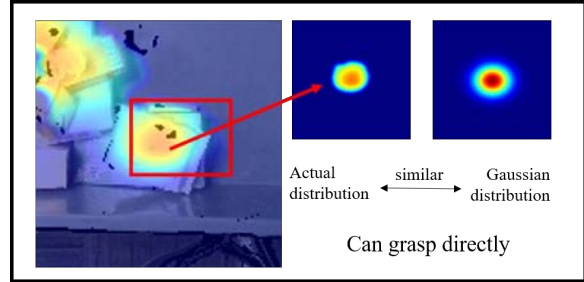 Actual
distribution
similar
Gaussian
distribution
Can grasp directly